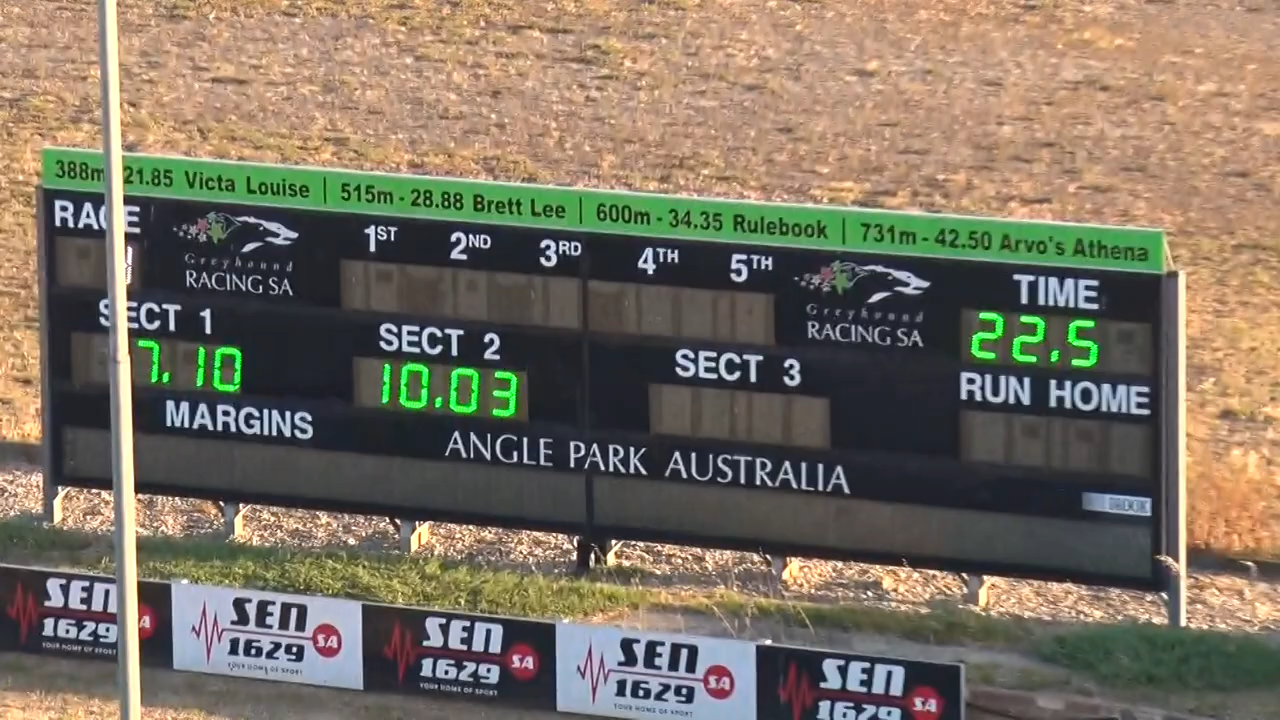 388m 21.85 Victa Louise | 515m - 28.88 Brett Lee | 600m - 34.35 Rulebook | 731m - 42.50 Arvo's Athena
RACE
Greyhound
RACING SA
1ST 2ND 3RD 4TH 5TH
Greyhound
RACING SA
TIME
22.5
SECT 1
7.10
SECT 2
10.03
SECT 3
RUN HOME
MARGINS
ANGLE PARK AUSTRALIA
SEN
1629
SA
YOUR HOME OF SPORT
SEN
1629
SA
YOUR HOME OF SPORT
SEN
1629
SA
YOUR HOME OF SPORT
SEN
1629
SA
YOUR HOME OF SPORT
SEN
1629
SA